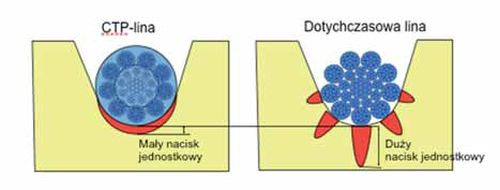 CTP-lina
Dotychczasowa lina
Mały nacisk
jednostkowy
Duży
nacisk jednostkowy